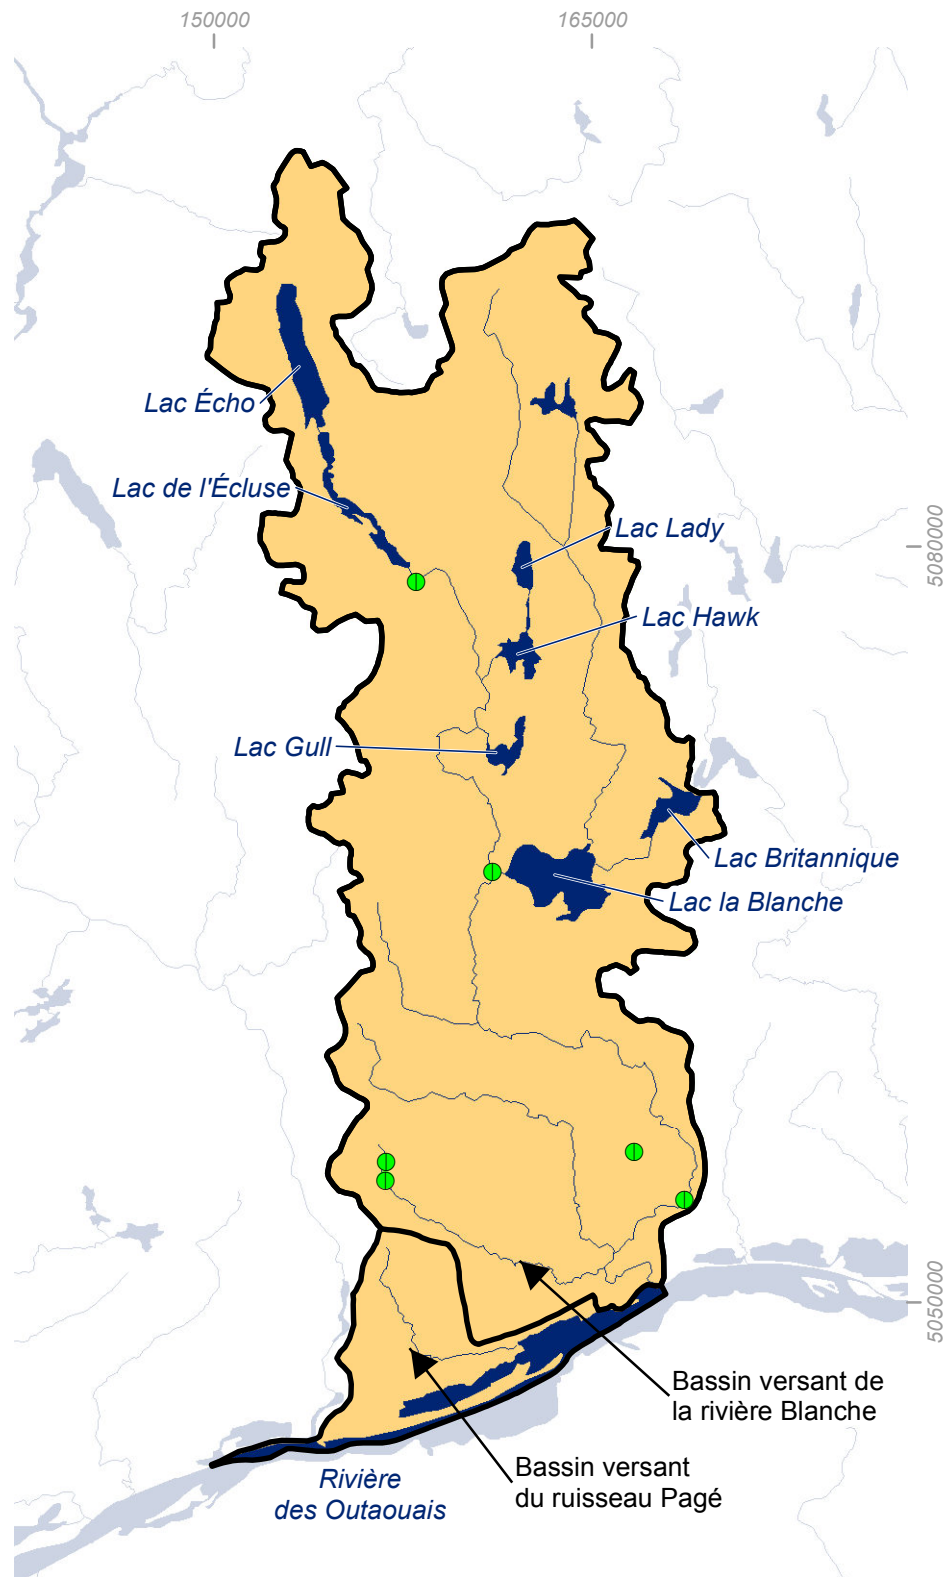 150000
165000
Lac Écho
Lac de l'Écluse
Lac Lady
5080000
Lac Hawk
Lac Gull
Lac Britannique
Lac la Blanche
5050000
Bassin versant de
la rivière Blanche
Bassin versant
du ruisseau Pagé
Rivière
des Outaouais